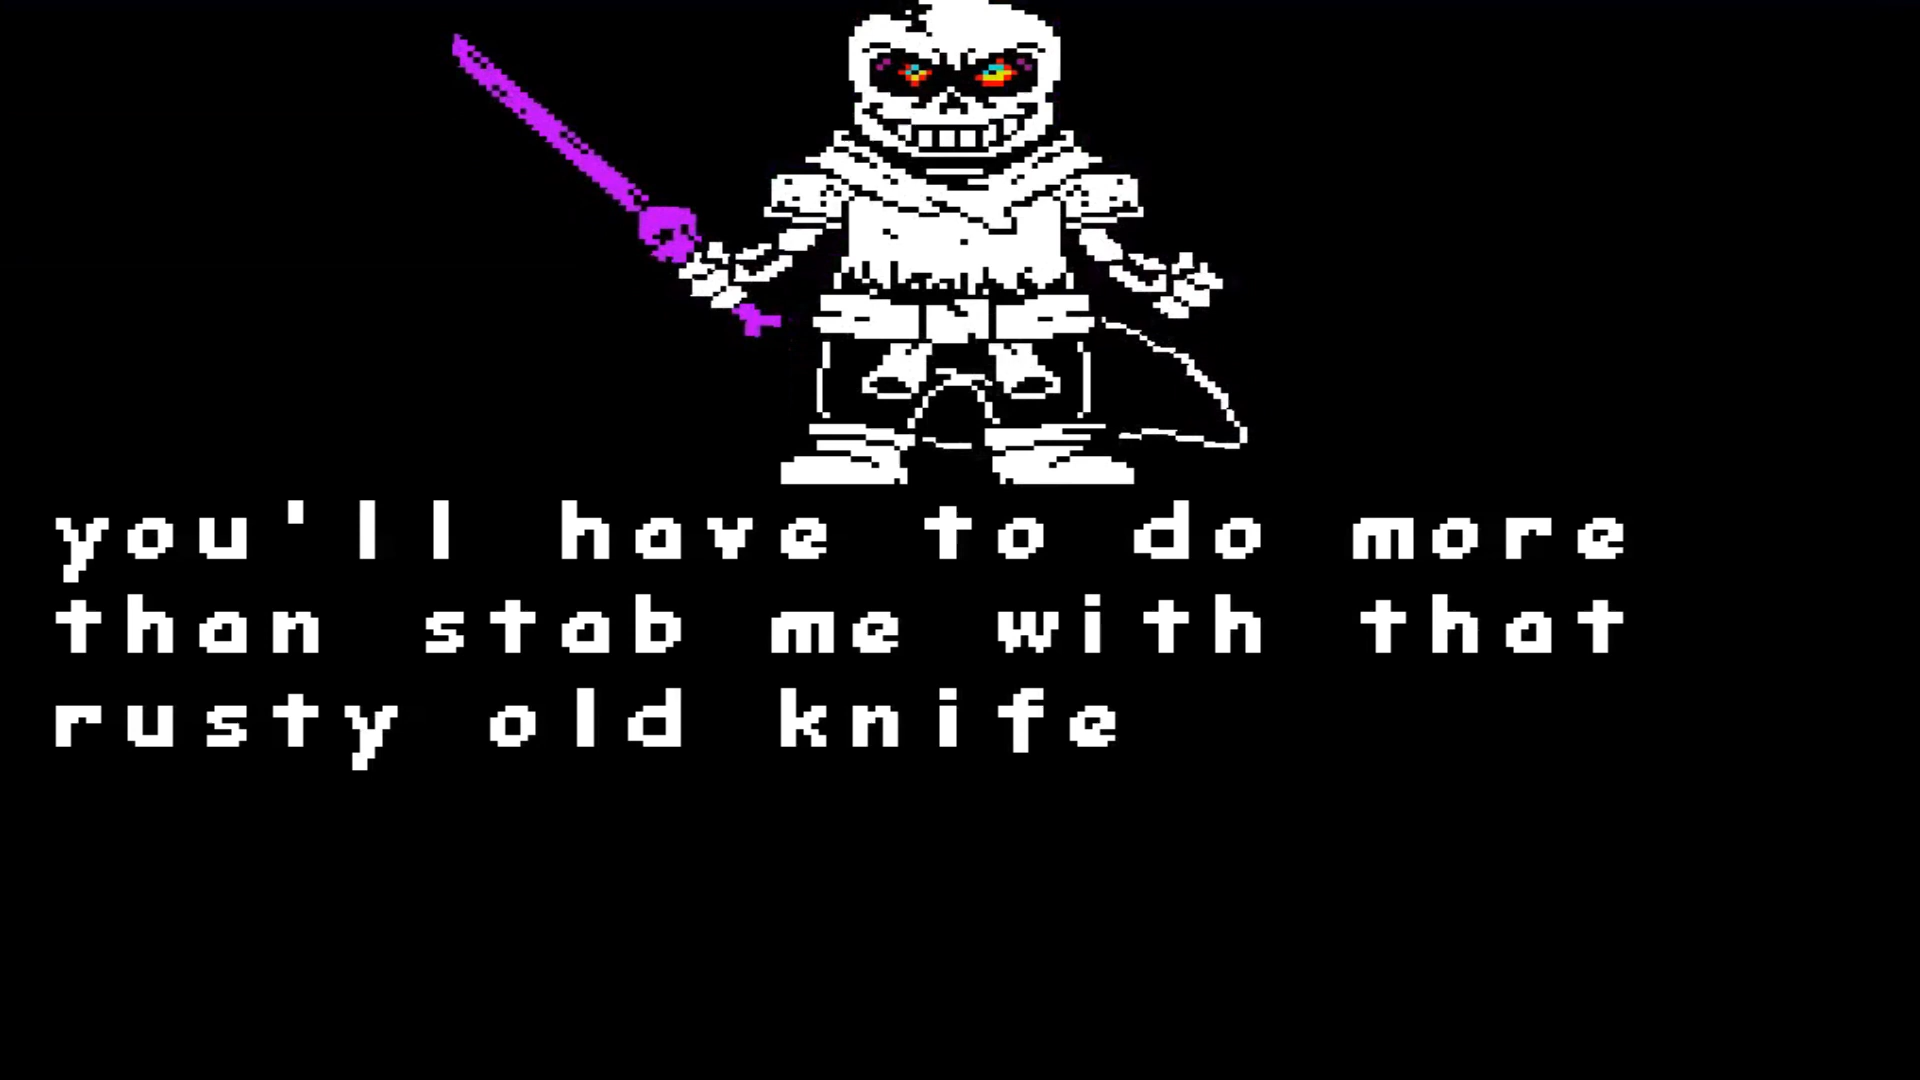 you'll have to do more
than stab me with that
rusty old knife